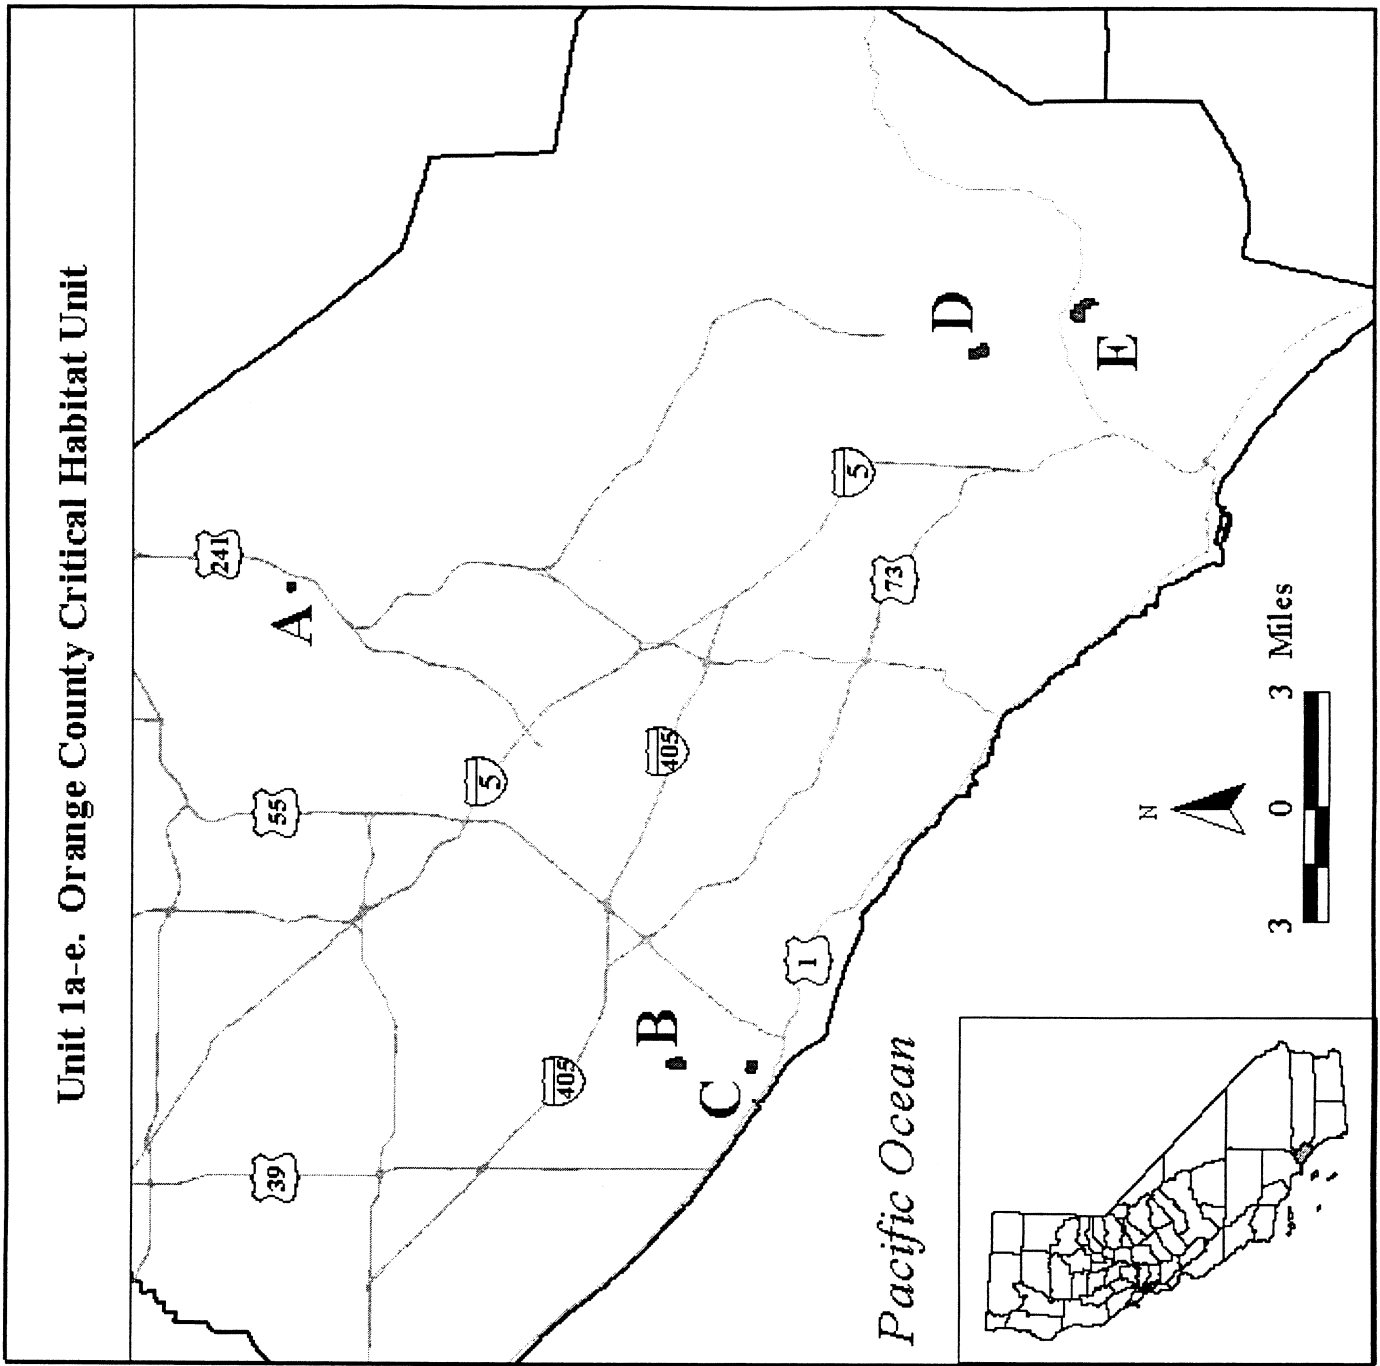 Unit 1a-e. Orange County Critical Habitat Unit
241
A
55
5
39
405
405
5
73
D
E
B
C
1
Pacific Ocean
N
3 0 3 Miles